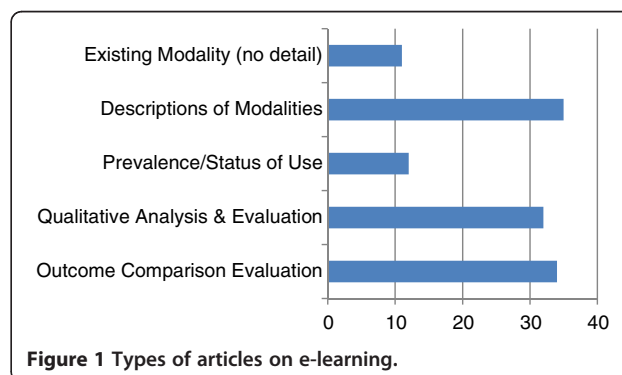 Existing Modality (no detail)
Descriptions of Modalities
Prevalence/Status of Use
Qualitative Analysis & Evaluation
Outcome Comparison Evaluation
0 10 20 30 40
Figure 1 Types of articles on e-learning.